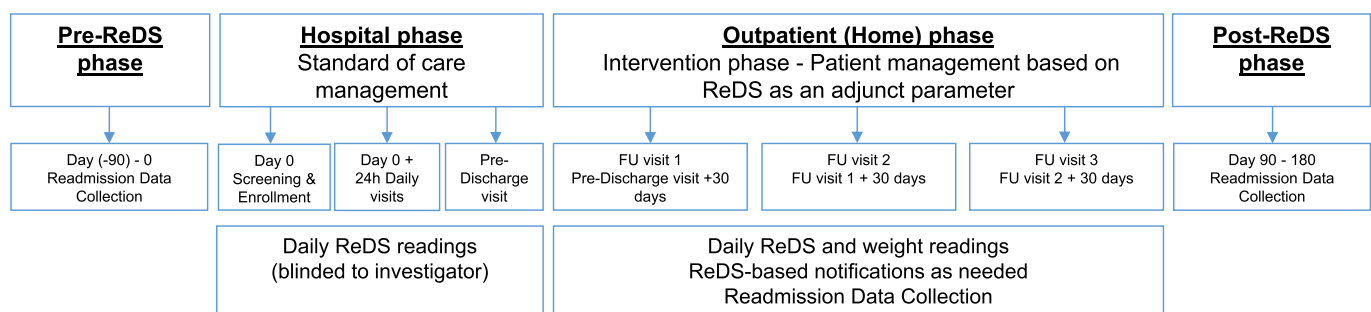 Pre-ReDS
phase
Hospital phase
Standard of care
management
Outpatient (Home) phase
Intervention phase - Patient management based on
ReDS as an adjunct parameter
Post-ReDS
phase
Day (-90) - 0
Readmission Data
Collection
Day 0
Screening &
Enrollment
Day 0 +
24h Daily
visits
Pre-
Discharge
visit
FU visit 1
Pre-Discharge visit +30
days
FU visit 2
FU visit 1 + 30 days
FU visit 3
FU visit 2 + 30 days
Day 90 - 180
Readmission Data
Collection
Daily ReDS readings
(blinded to investigator)
Daily ReDS and weight readings
ReDS-based notifications as needed
Readmission Data Collection